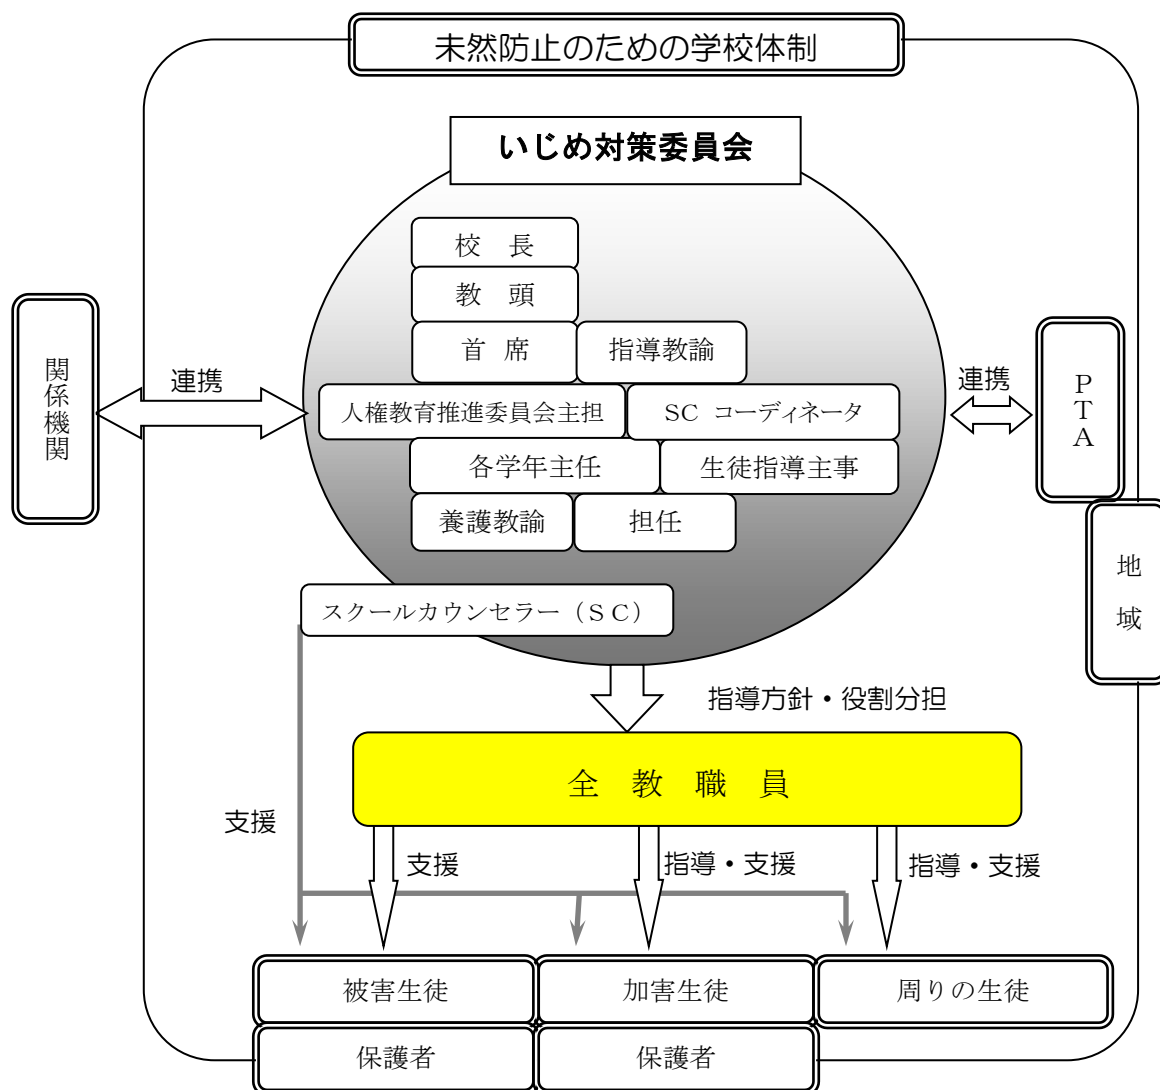 未然防止のための学校体制
いじめ対策委員会
校　長
教　頭
首　席
指導教諭
人権教育推進委員会主担
SC コーディネータ
各学年主任
生徒指導主事
養護教諭
担任
スクールカウンセラー（ＳＣ）
関係機関
連携
連携
ＰＴＡ
地　域
指導方針・役割分担
全　教　職　員
支援
支援
指導・支援
指導・支援
被害生徒
加害生徒
周りの生徒
保護者
保護者